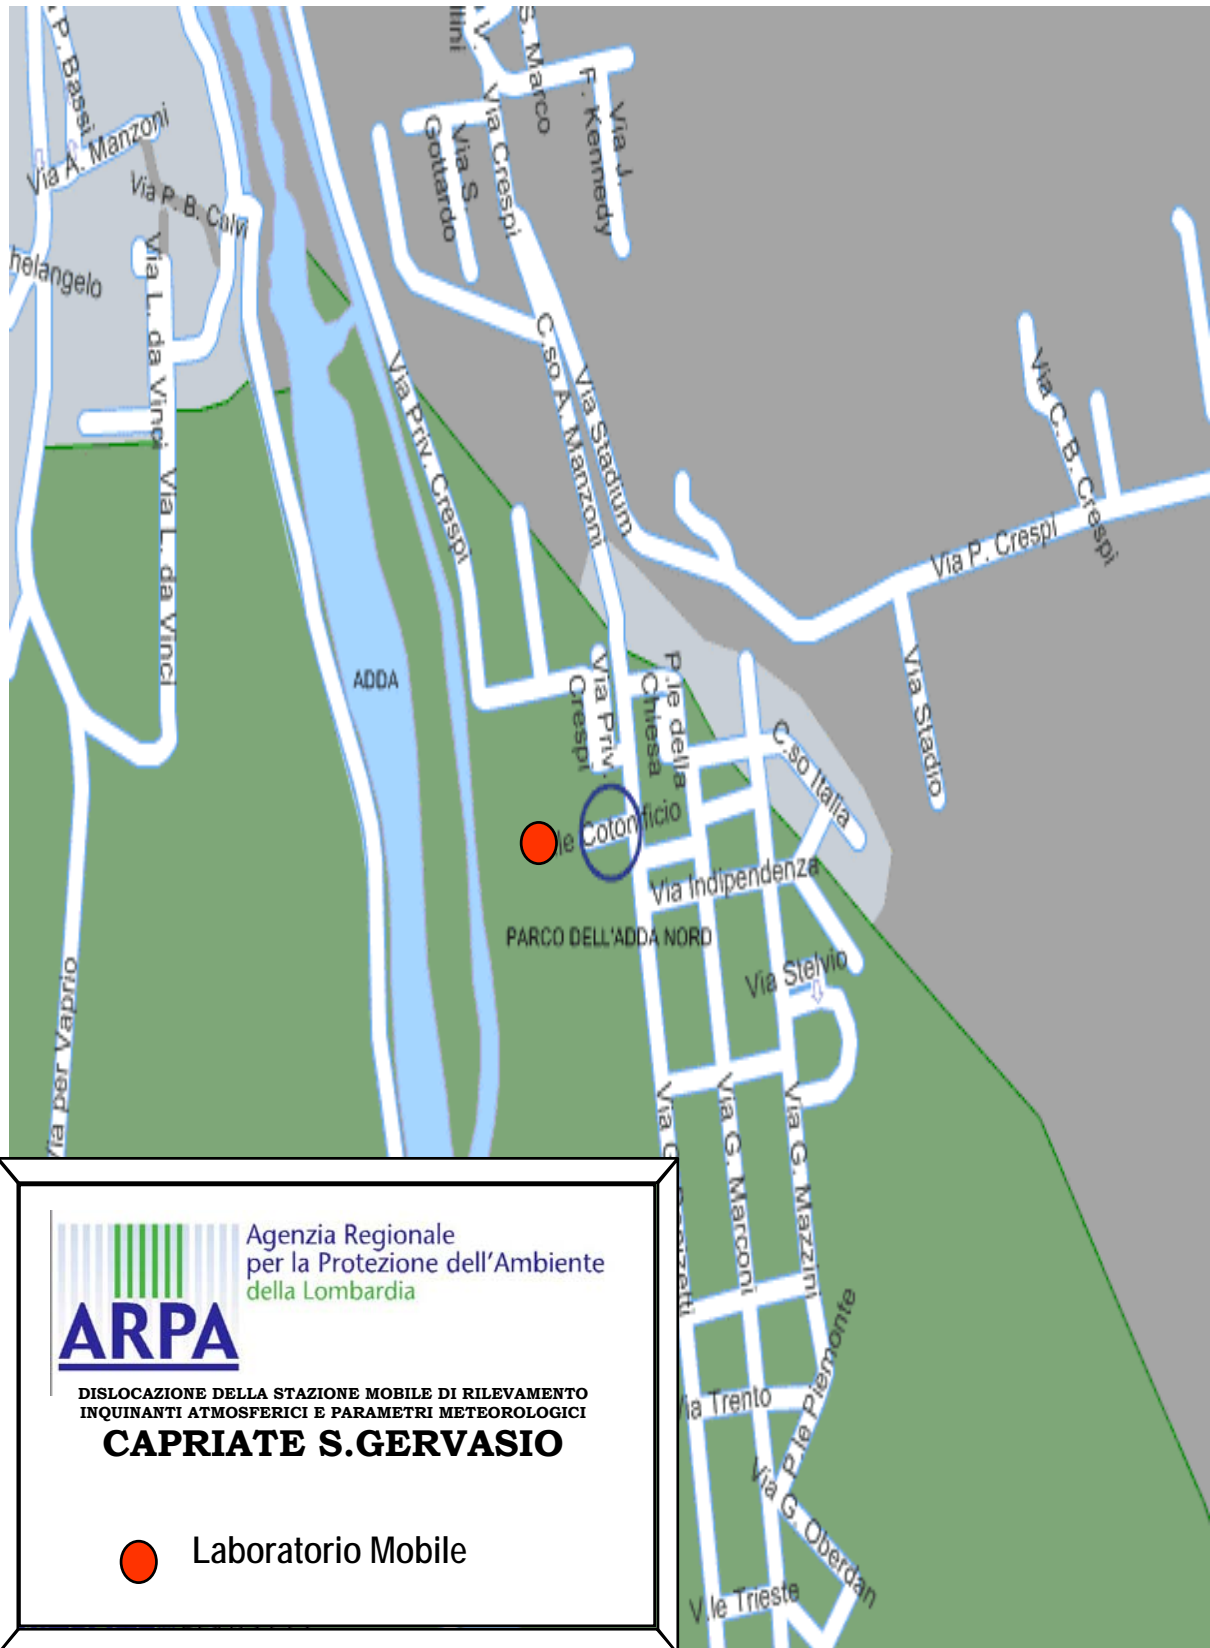 P. Bassi
Via A. Manzoni
Via P. B. Calvi
helangelo
Via L. da Vinci
Via L. da Vinci
V.
S. Marco
Via Crespi
Via S.
Gottardo
Via J.
F. Kennedy
C.so A. Manzoni
Via Stadium
Via Priv. Crespi
Via C. B. Crespi
Via P. Crespi
Via Stadio
ADDA
Via Priv.
Crespi
P.le della
Chiesa
C.so Italia
le Cotonificio
Via Indipendenza
PARCO DELL'ADDA NORD
Via Stelvio
Via per Vaprio
Via G.
Via G. Marconi
Via G. Mazzini
P.le Piemonte
Trento
Via G. Oberdan
V.le Trieste
Agenzia Regionale
per la Protezione dell'Ambiente
della Lombardia
ARPA
DISLOCAZIONE DELLA STAZIONE MOBILE DI RILEVAMENTO
INQUINANTI ATMOSFERICI E PARAMETRI METEOROLOGICI
CAPRIATE S.GERVASIO
Laboratorio Mobile